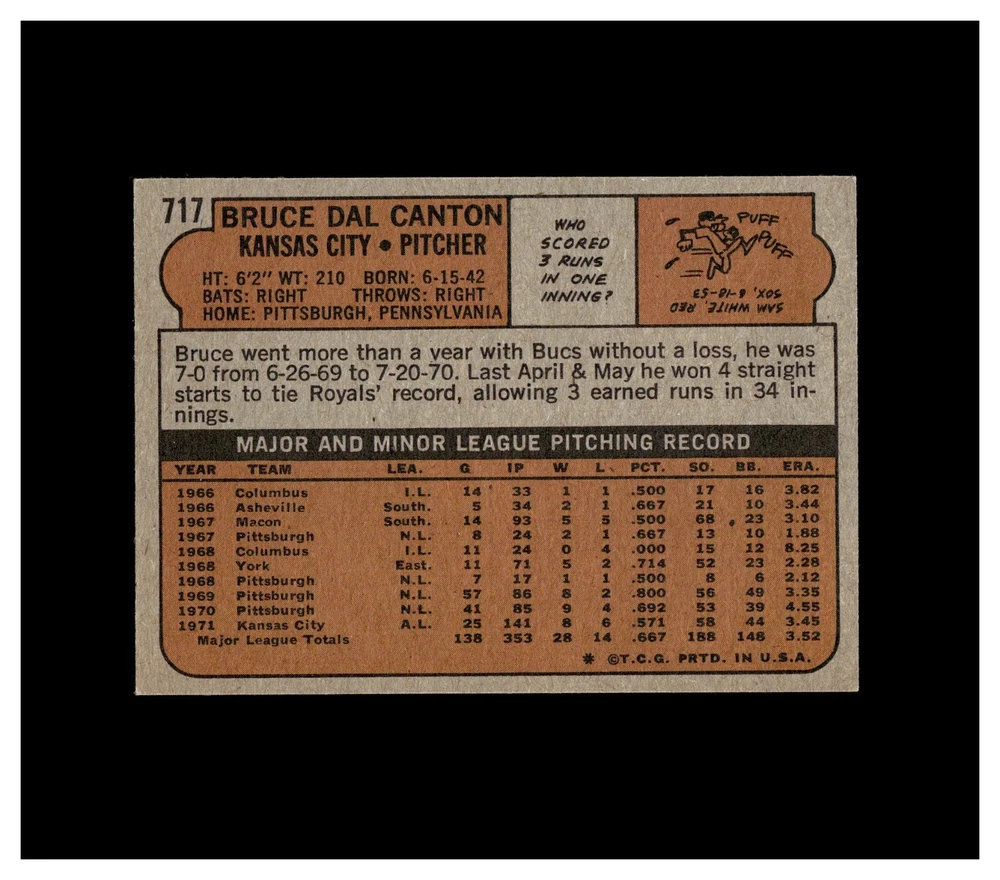 717
BRUCE DAL CANTON
KANSAS CITY • PITCHER
HT: 6'2" WT: 210 BORN: 6-15-42
BATS: RIGHT THROWS: RIGHT
HOME: PITTSBURGH, PENNSYLVANIA
WHO
SCORED
3 RUNS
IN ONE
INNING?
PUFF
PUFF
SAM WHITE, RED
SOX, 6-18-53
Bruce went more than a year with Bucs without a loss, he was
7-0 from 6-26-69 to 7-20-70. Last April & May he won 4 straight
starts to tie Royals' record, allowing 3 earned runs in 34 in-
nings.
MAJOR AND MINOR LEAGUE PITCHING RECORD
YEAR TEAM LEA. G IP W L PCT. SO. BB. ERA.
1966 Columbus I.L. 14 33 1 1 .500 17 16 3.82
1966 Asheville South. 5 34 2 1 .667 21 10 3.44
1967 Macon South. 14 93 5 5 .500 68 23 3.10
1967 Pittsburgh N.L. 8 24 2 1 .667 13 10 1.88
1968 Columbus I.L. 11 24 0 4 .000 15 12 8.25
1968 York East. 11 71 5 2 .714 52 23 2.28
1968 Pittsburgh N.L. 7 17 1 1 .500 8 6 2.12
1969 Pittsburgh N.L. 57 86 8 2 .800 56 49 3.35
1970 Pittsburgh N.L. 41 85 9 4 .692 53 39 4.55
1971 Kansas City A.L. 25 141 8 6 .571 58 44 3.45
Major League Totals 138 353 28 14 .667 188 148 3.52
* ©T.C.G. PRTD. IN U.S.A.